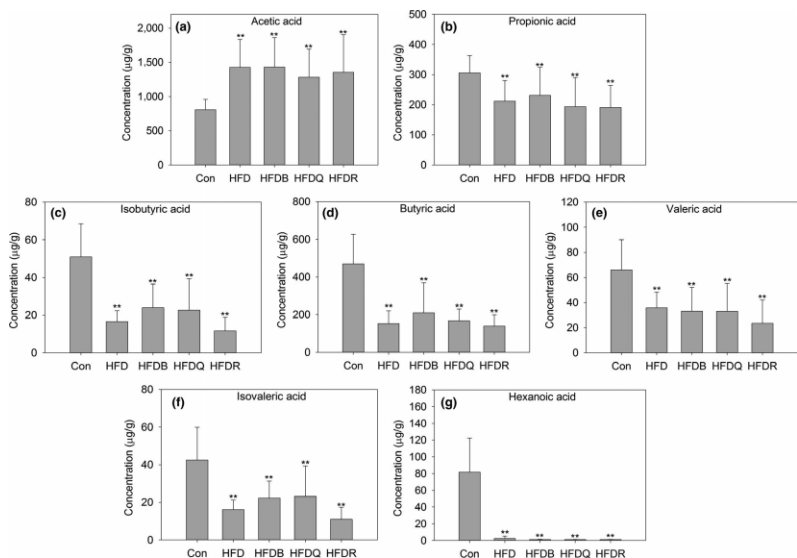 (a) Acetic acid
Concentration (µg/g)
2,000
1,500
1,000
500
0
** ** ** **
Con HFD HFDB HFDQ HFDR
(b) Propionic acid
Concentration (µg/g)
500
400
300
200
100
0
** ** ** **
Con HFD HFDB HFDQ HFDR
(c) Isobutyric acid
Concentration (µg/g)
80
60
40
20
0
** ** ** **
Con HFD HFDB HFDQ HFDR
(d) Butyric acid
Concentration (µg/g)
800
600
400
200
0
** ** ** **
Con HFD HFDB HFDQ HFDR
(e) Valeric acid
Concentration (µg/g)
120
100
80
60
40
20
0
** ** ** **
Con HFD HFDB HFDQ HFDR
(f) Isovaleric acid
Concentration (µg/g)
80
60
40
20
0
** ** ** **
Con HFD HFDB HFDQ HFDR
(g) Hexanoic acid
Concentration (µg/g)
180
160
140
120
100
80
60
40
20
0
** ** ** **
Con HFD HFDB HFDQ HFDR